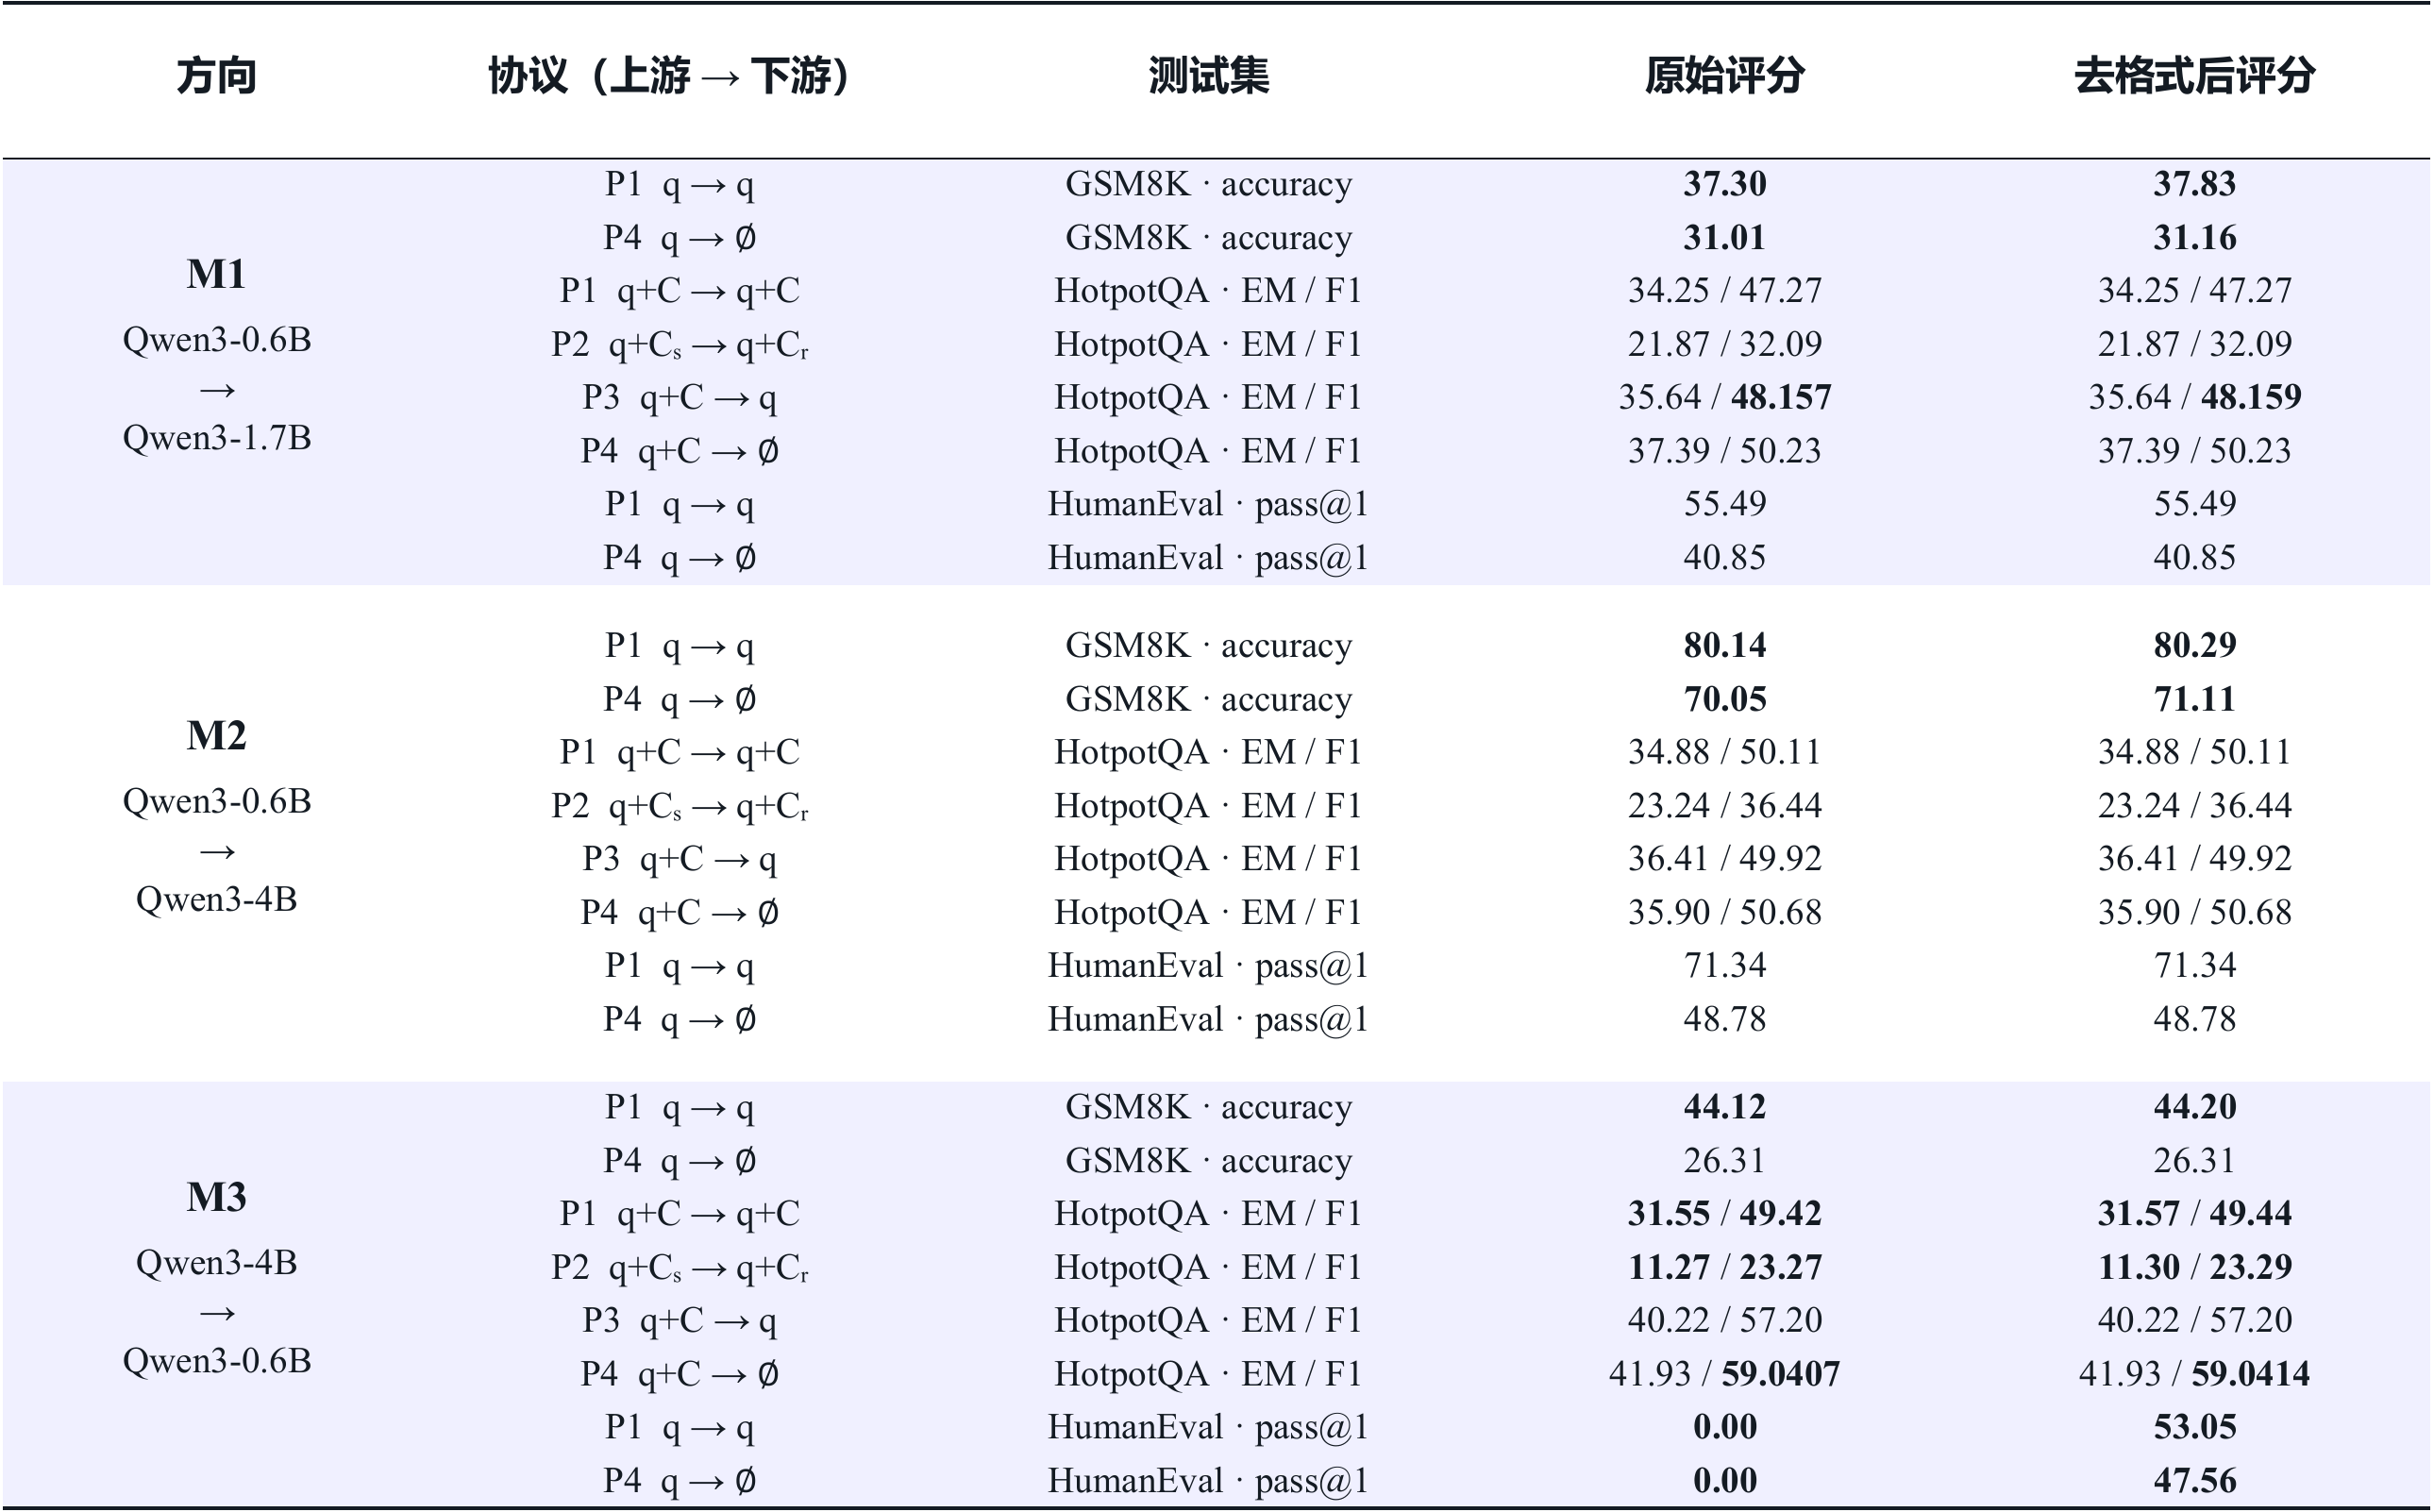 方向 协议（上游 → 下游） 测试集 原始评分 去格式后评分
M1
Qwen3-0.6B
→
Qwen3-1.7B
P1 q → q GSM8K · accuracy 37.30 37.83
P4 q → ∅ GSM8K · accuracy 31.01 31.16
P1 q+C → q+C HotpotQA · EM / F1 34.25 / 47.27 34.25 / 47.27
P2 q+Cₛ → q+Cᵣ HotpotQA · EM / F1 21.87 / 32.09 21.87 / 32.09
P3 q+C → q HotpotQA · EM / F1 35.64 / 48.157 35.64 / 48.159
P4 q+C → ∅ HotpotQA · EM / F1 37.39 / 50.23 37.39 / 50.23
P1 q → q HumanEval · pass@1 55.49 55.49
P4 q → ∅ HumanEval · pass@1 40.85 40.85
M2
Qwen3-0.6B
→
Qwen3-4B
P1 q → q GSM8K · accuracy 80.14 80.29
P4 q → ∅ GSM8K · accuracy 70.05 71.11
P1 q+C → q+C HotpotQA · EM / F1 34.88 / 50.11 34.88 / 50.11
P2 q+Cₛ → q+Cᵣ HotpotQA · EM / F1 23.24 / 36.44 23.24 / 36.44
P3 q+C → q HotpotQA · EM / F1 36.41 / 49.92 36.41 / 49.92
P4 q+C → ∅ HotpotQA · EM / F1 35.90 / 50.68 35.90 / 50.68
P1 q → q HumanEval · pass@1 71.34 71.34
P4 q → ∅ HumanEval · pass@1 48.78 48.78
M3
Qwen3-4B
→
Qwen3-0.6B
P1 q → q GSM8K · accuracy 44.12 44.20
P4 q → ∅ GSM8K · accuracy 26.31 26.31
P1 q+C → q+C HotpotQA · EM / F1 31.55 / 49.42 31.57 / 49.44
P2 q+Cₛ → q+Cᵣ HotpotQA · EM / F1 11.27 / 23.27 11.30 / 23.29
P3 q+C → q HotpotQA · EM / F1 40.22 / 57.20 40.22 / 57.20
P4 q+C → ∅ HotpotQA · EM / F1 41.93 / 59.0407 41.93 / 59.0414
P1 q → q HumanEval · pass@1 0.00 53.05
P4 q → ∅ HumanEval · pass@1 0.00 47.56